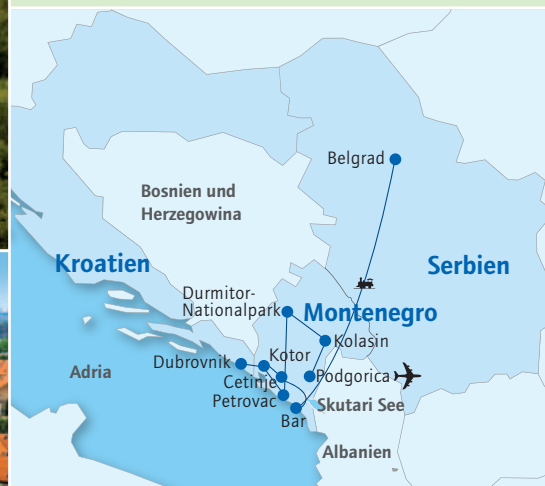 Belgrad
Bosnien und
Herzegowina
Kroatien
Serbien
Durmitor-
Nationalpark
Montenegro
Kolasin
Dubrovnik
Kotor
Adria
Cetinje
Podgorica
Petrovac
Skutari See
Bar
Albanien